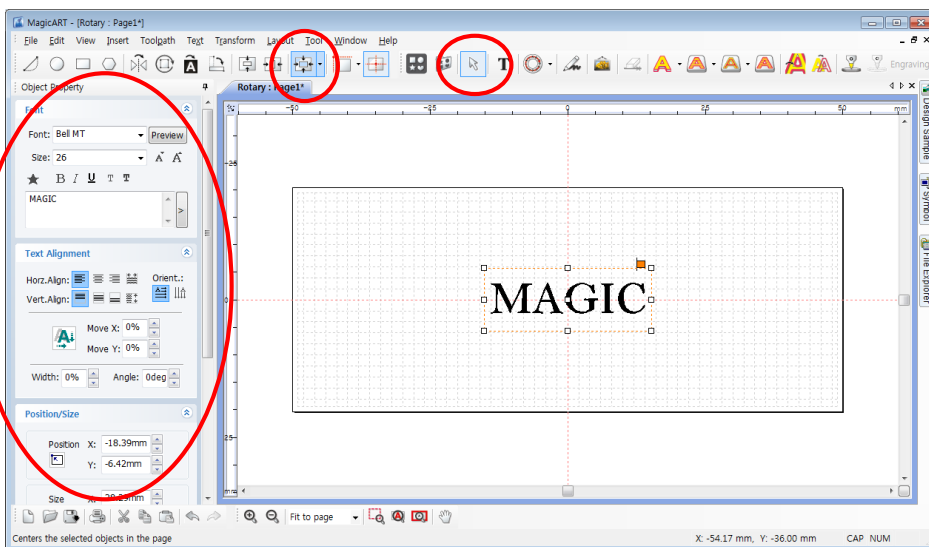 MagicART - [Rotary : Page1*]
File Edit View Insert Toolpath Text Transform Layout Tool Window Help
T Engraving
Object Property Rotary : Page1*
Font
Font: Bell MT Preview
Size: 26
B I U T T
MAGIC
>
Text Alignment
Horz.Align: Orient.:
Vert.Align:
Move X: 0%
Move Y: 0%
Width: 0% Angle: 0deg
Position/Size
Position X: -18.39mm
Y: -6.42mm
Size
% -50 -25 0 25 50 mm
-25
0
25
mm
MAGIC
Design Sample
Symbol
File Explorer
Fit to page
Centers the selected objects in the page X: -54.17 mm, Y: -36.00 mm CAP NUM